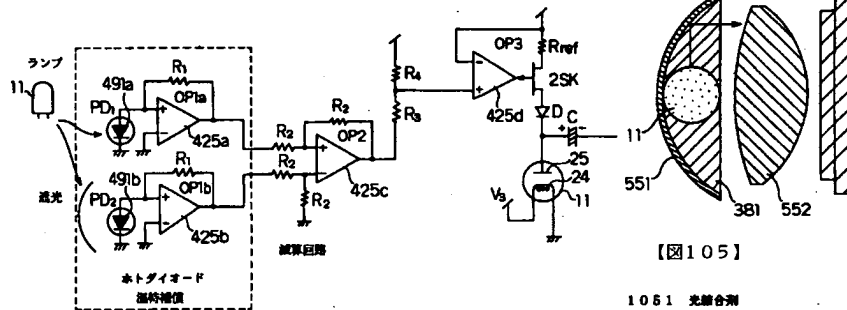 ランプ
11
491a
PD₁
R₁
OP1a
425a
遮光
491b
PD₂
R₁
OP1b
425b
ホトダイオード
温特補償
R₂
R₂
R₂
R₂
OP2
425c
減算回路
R₄
R₃
OP3
425d
Rref
2SK
D
C
25
24
11
V₃
11
551
381
552
【図105】
1051 光結合剤